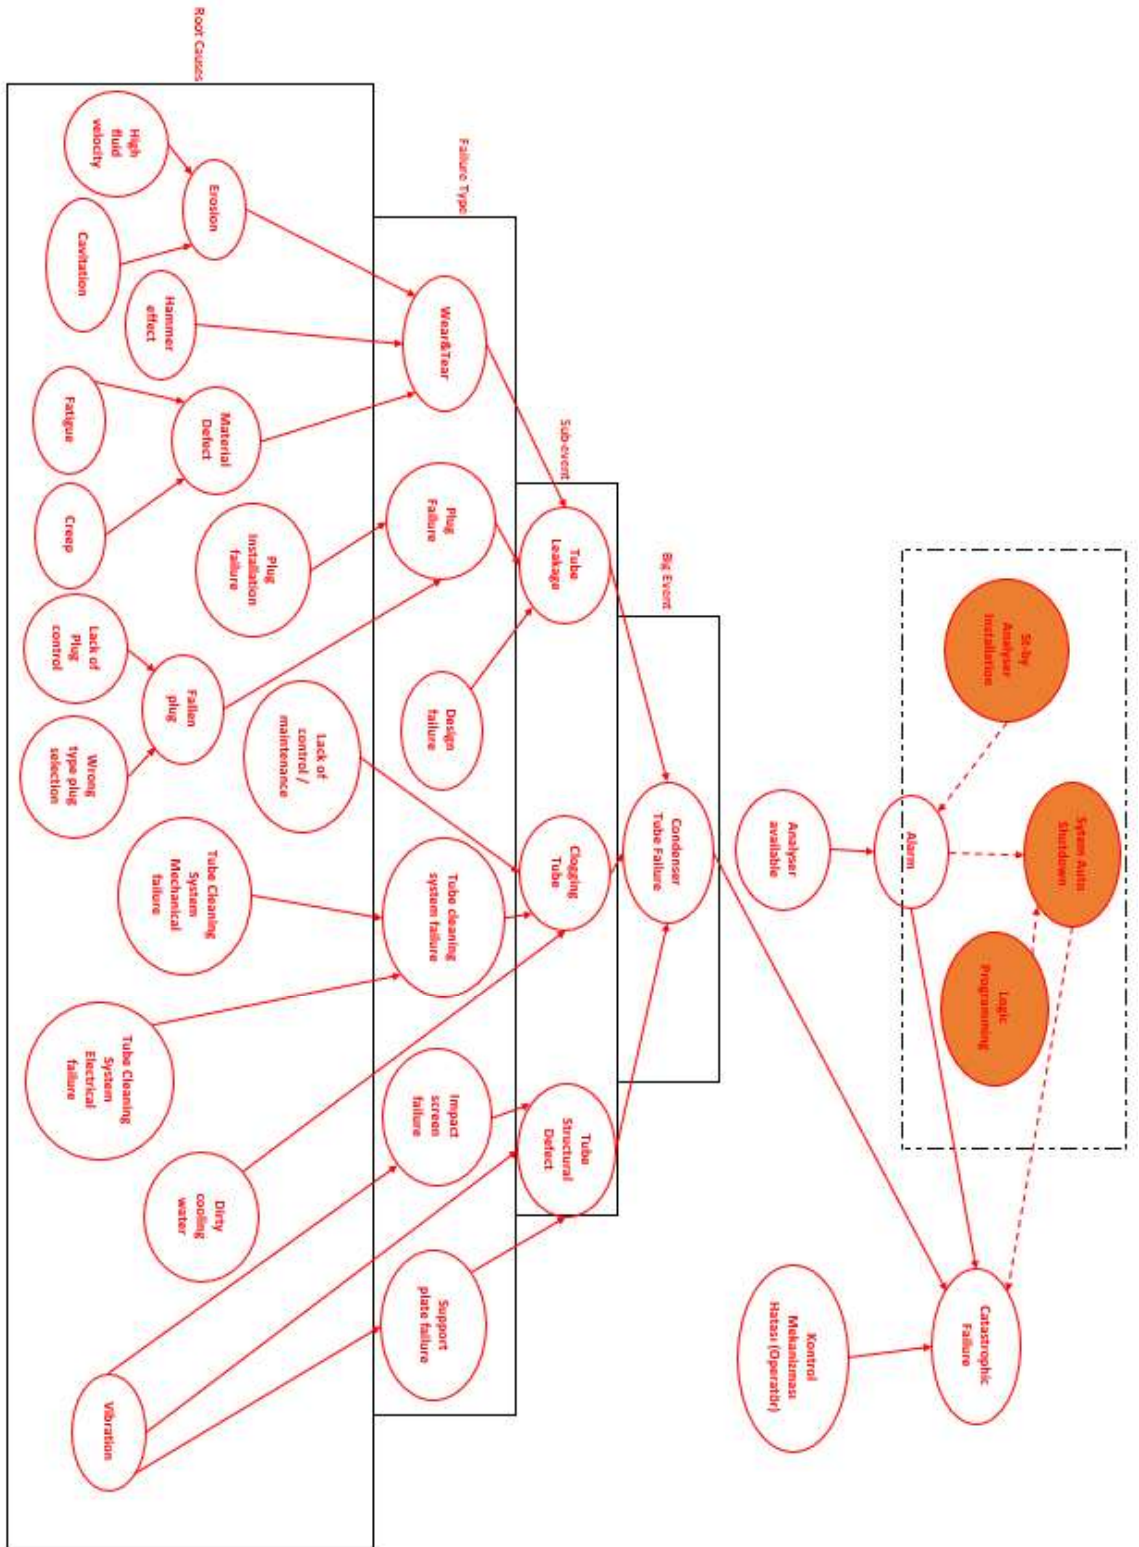 St-by
Analyser
Installation
Sytem Auto
Shutdown
Logic
Programming
Alarm
Analyser
available
Catastrophic
Failure
Kontrol
Mekanizması
Hatası (Operatör)
Big Event
Condenser
Tube Failure
Sub-event
Tube
Leakage
Clogging
Tube
Tube
Structural
Defect
Failure Type
Wear&Tear
Plug
Failure
Design
failure
Tube cleaning
system failure
Impact
screen
failure
Support
plate failure
Root Causes
High
fluid
velocity
Erosion
Cavitation
Hammer
effect
Material
Defect
Fatigue
Creep
Plug
Installation
failure
Lack of
Plug
control
Fallen
plug
Wrong
type plug
selection
Lack of
control /
maintenance
Tube Cleaning
System
Mechanical
failure
Tube Cleaning
System
Electrical
failure
Dirty
cooling
water
Vibration